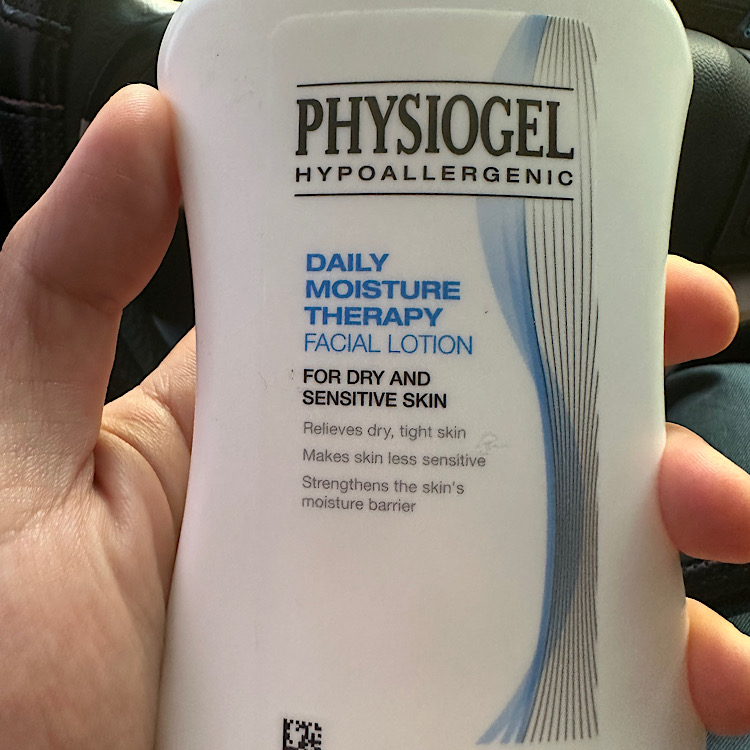 PHYSIOGEL
HYPOALLERGENIC
DAILY
MOISTURE
THERAPY
FACIAL LOTION
FOR DRY AND
SENSITIVE SKIN
Relieves dry, tight skin
Makes skin less sensitive
Strengthens the skin's
moisture barrier